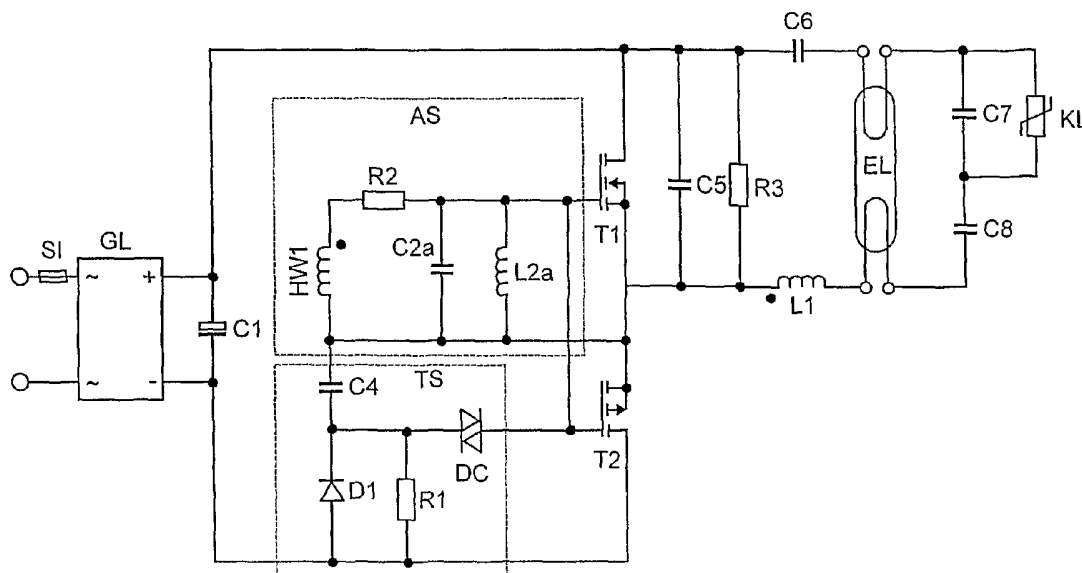 C6
AS
C7
KL
R2
EL
C5
R3
T1
C8
SI
GL
HW1
C2a
L2a
~
+
L1
C1
~
-
C4
TS
T2
DC
D1
R1